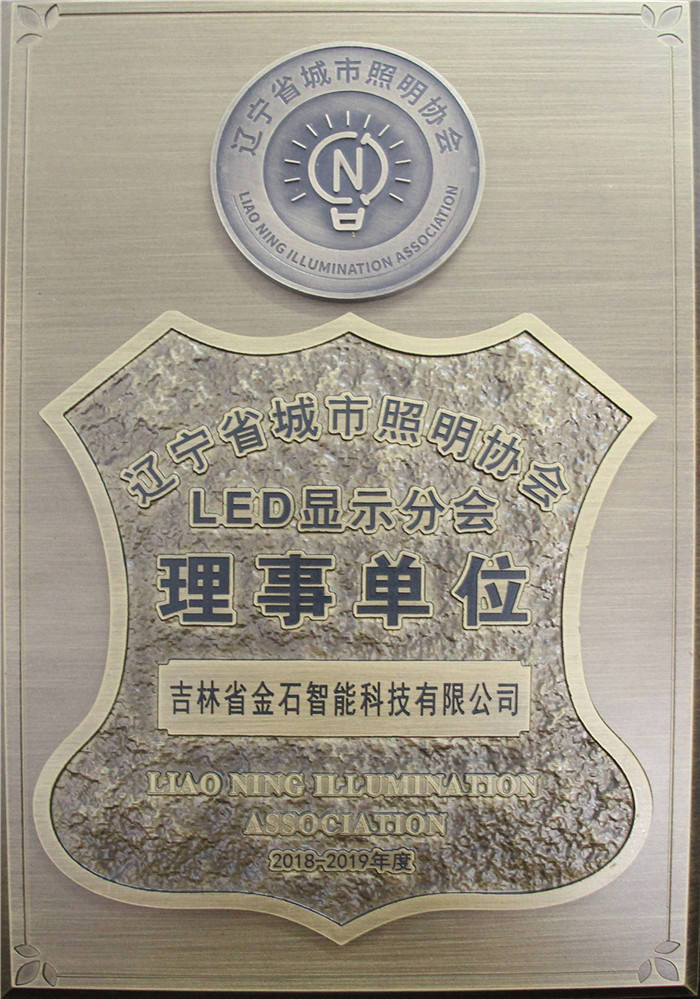 辽宁省城市照明协会
N
LIAO NING ILLUMINATION ASSOCIATION
辽宁省城市照明协会
LED显示分会
理事单位
吉林省金石智能科技有限公司
LIAO NING ILLUMINATION
ASSOCIATION
2018-2019年度